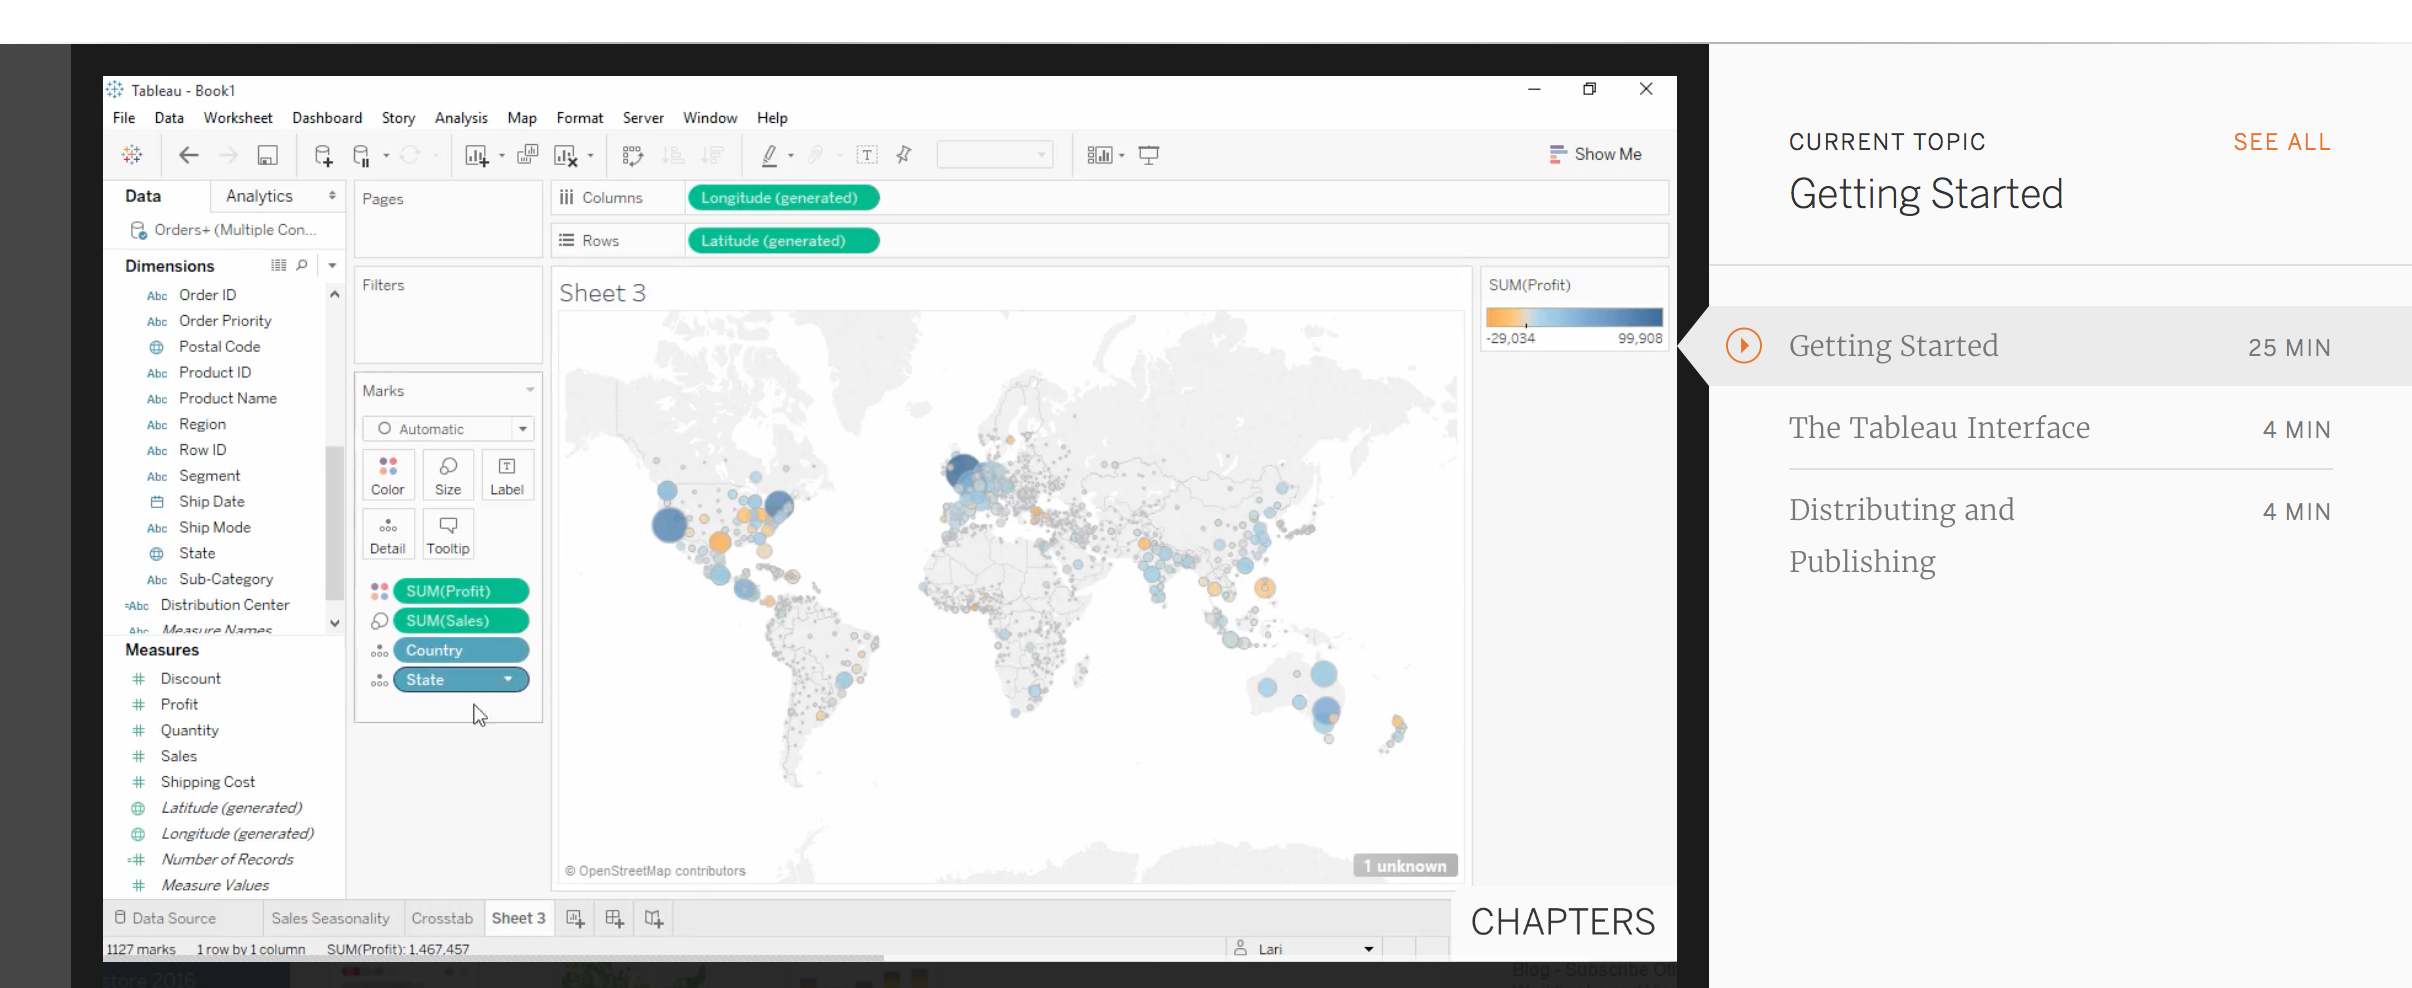 Tableau - Book1
File Data Worksheet Dashboard Story Analysis Map Format Server Window Help
Show Me
Data Analytics
Orders+ (Multiple Con...
Dimensions
Abc Order ID
Abc Order Priority
Postal Code
Abc Product ID
Abc Product Name
Abc Region
Abc Row ID
Abc Segment
Ship Date
Abc Ship Mode
State
Abc Sub-Category
=Abc Distribution Center
Abc Measure Names
Measures
# Discount
# Profit
# Quantity
# Sales
# Shipping Cost
Latitude (generated)
Longitude (generated)
=# Number of Records
# Measure Values
Pages
Filters
Marks
Automatic
Color Size Label
Detail Tooltip
SUM(Profit)
SUM(Sales)
Country
State
Columns Longitude (generated)
Rows Latitude (generated)
Sheet 3
© OpenStreetMap contributors
1 unknown
SUM(Profit)
-29,034 99,908
Data Source Sales Seasonality Crosstab Sheet 3
1127 marks 1 row by 1 column SUM(Profit): 1,467,457
Lari
CHAPTERS
store 2016
Blog - Subscribe
CURRENT TOPIC SEE ALL
Getting Started
Getting Started 25 MIN
The Tableau Interface 4 MIN
Distributing and 4 MIN
Publishing